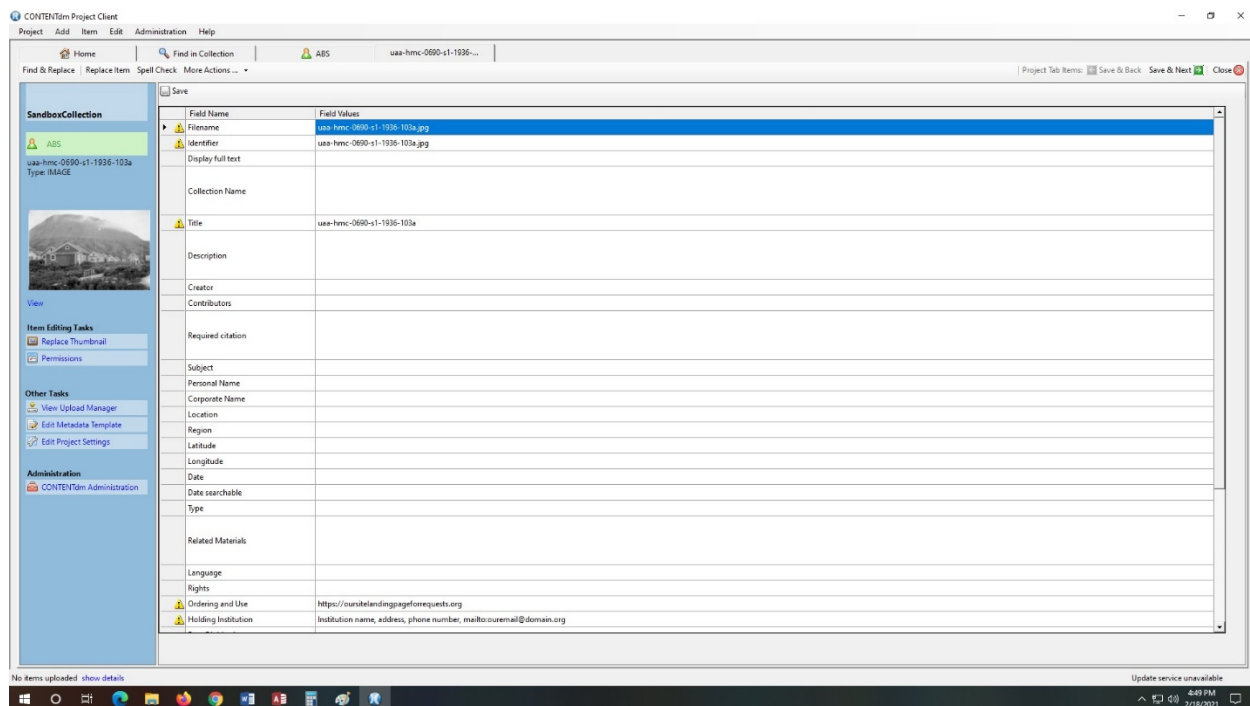 CONTENTdm Project Client
Project Add Item Edit Administration Help
Home Find in Collection ABS uaa-hmc-0690-s1-1936-...
Find & Replace Replace Item Spell Check More Actions ... Project Tab Items: Save & Back Save & Next Close
SandboxCollection
ABS
uaa-hmc-0690-s1-1936-103a
Type: IMAGE
View
Item Editing Tasks
Replace Thumbnail
Permissions
Other Tasks
View Upload Manager
Edit Metadata Template
Edit Project Settings
Administration
CONTENTdm Administration
Save
Field Name Field Values
Filename uaa-hmc-0690-s1-1936-103a.jpg
Identifier uaa-hmc-0690-s1-1936-103a.jpg
Display full text
Collection Name
Title uaa-hmc-0690-s1-1936-103a
Description
Creator
Contributors
Required citation
Subject
Personal Name
Corporate Name
Location
Region
Latitude
Longitude
Date
Date searchable
Type
Related Materials
Language
Rights
Ordering and Use https://oursitelandingpageforrequests.org
Holding Institution Institution name, address, phone number, mailto:ouremail@domain.org
No items uploaded show details Update service unavailable
4:49 PM
2/18/2021